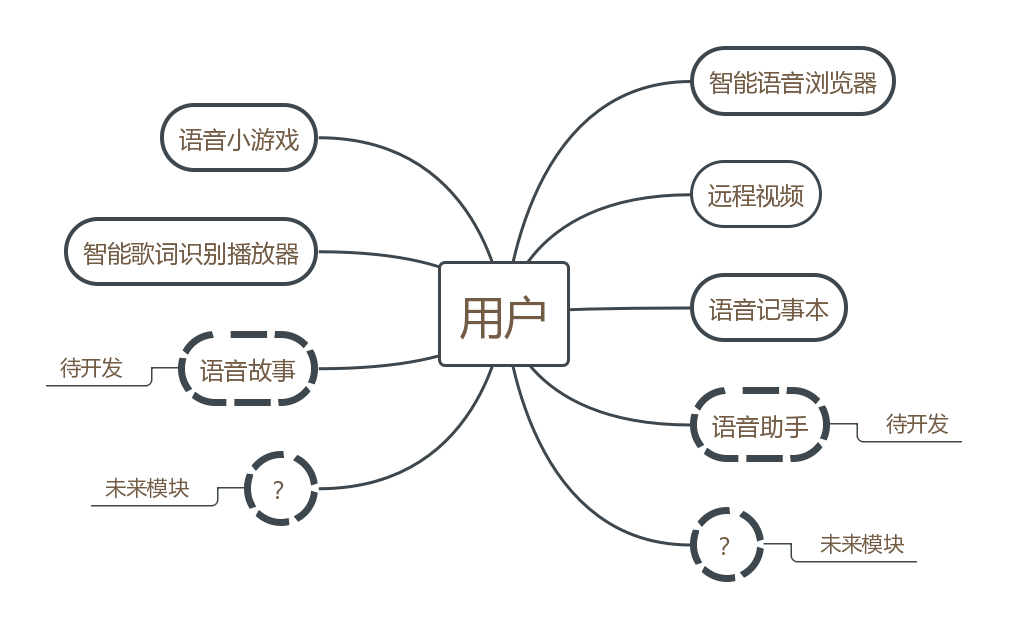 智能语音浏览器
语音小游戏
远程视频
智能歌词识别播放器
用户
语音记事本
待开发
语音故事
语音助手
待开发
未来模块
?
?
未来模块